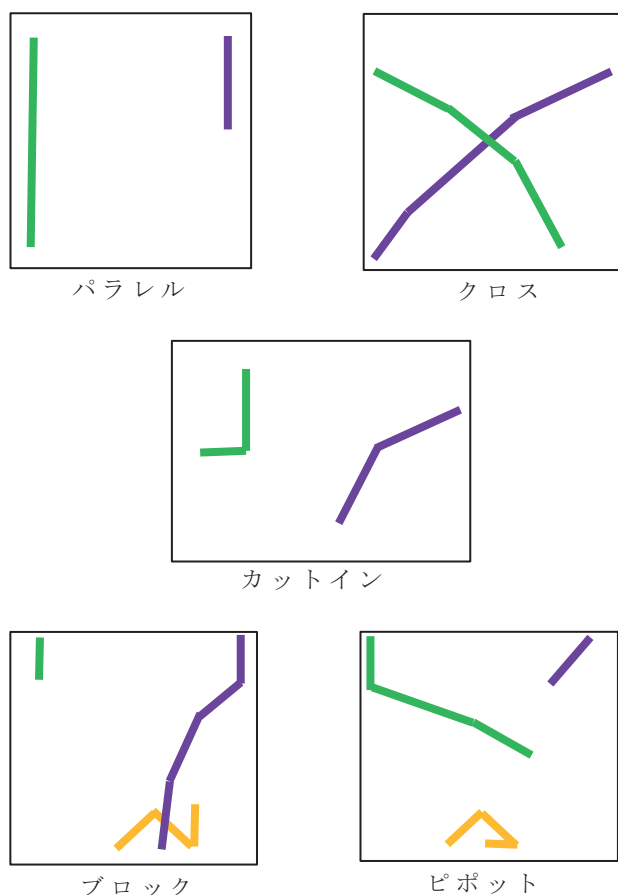 パラレル
クロス
カットイン
ブロック
ピポット